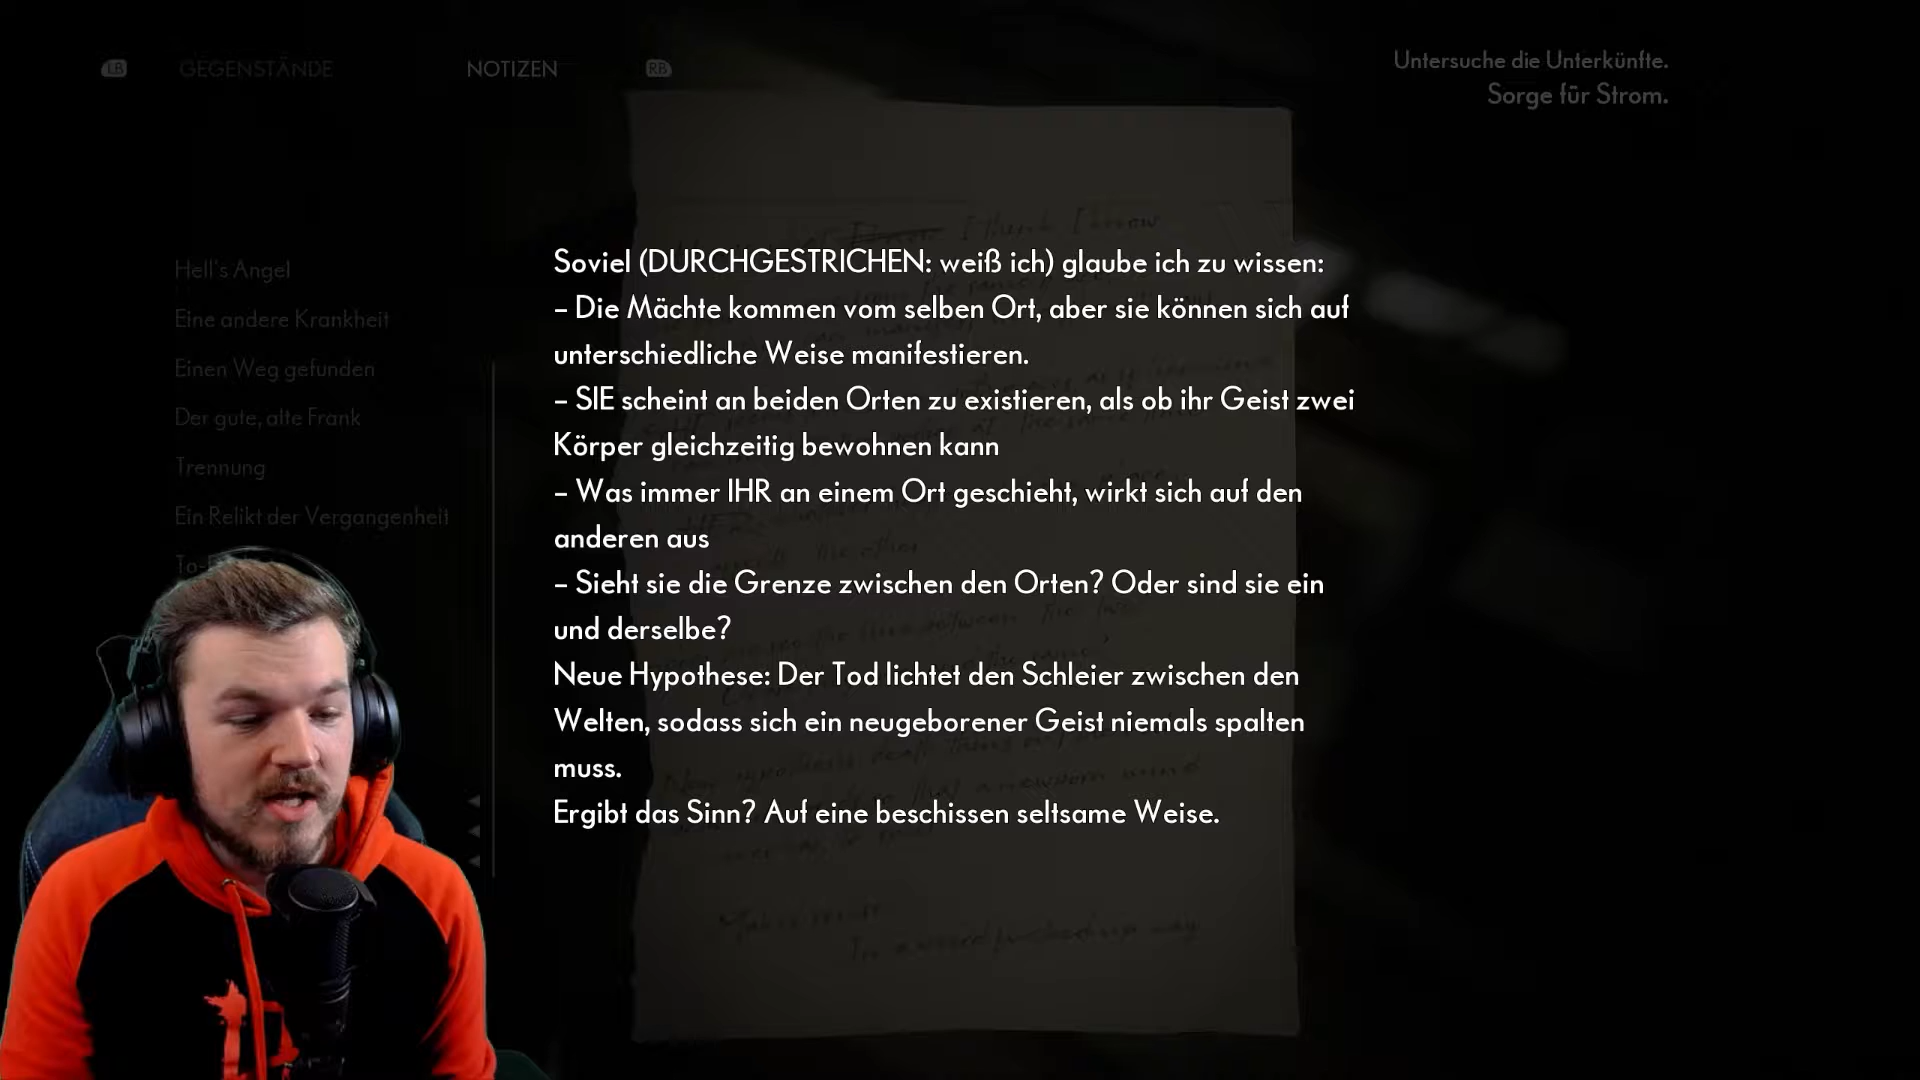 LB GEGENSTÄNDE NOTIZEN RB
Untersuche die Unterkünfte.
Sorge für Strom.
Hell's Angel
Eine andere Krankheit
Einen Weg gefunden
Der gute, alte Frank
Trennung
Ein Relikt der Vergangenheit
Soviel (DURCHGESTRICHEN: weiß ich) glaube ich zu wissen:
– Die Mächte kommen vom selben Ort, aber sie können sich auf
unterschiedliche Weise manifestieren.
– SIE scheint an beiden Orten zu existieren, als ob ihr Geist zwei
Körper gleichzeitig bewohnen kann
– Was immer IHR an einem Ort geschieht, wirkt sich auf den
anderen aus
– Sieht sie die Grenze zwischen den Orten? Oder sind sie ein
und derselbe?
Neue Hypothese: Der Tod lichtet den Schleier zwischen den
Welten, sodass sich ein neugeborener Geist niemals spalten
muss.
Ergibt das Sinn? Auf eine beschissen seltsame Weise.